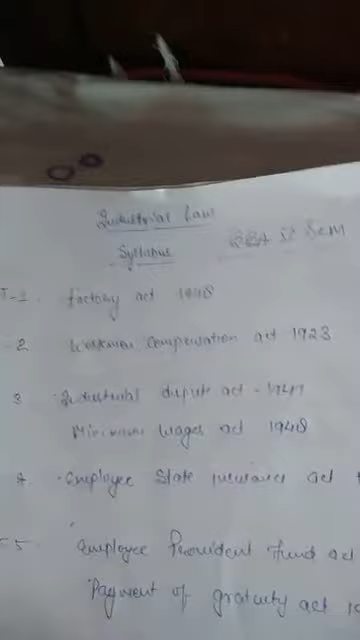 Industrial Law
Syllabus
BBA SEM
T-1. Factory act 1948
2 Workmen Compensation act 1923
3 Industrial dispute act - 1947
Minimum Wages act 1948
4 Employee State insurance act
T-5 Employee Provident Fund act
Payment of gratuity act 19